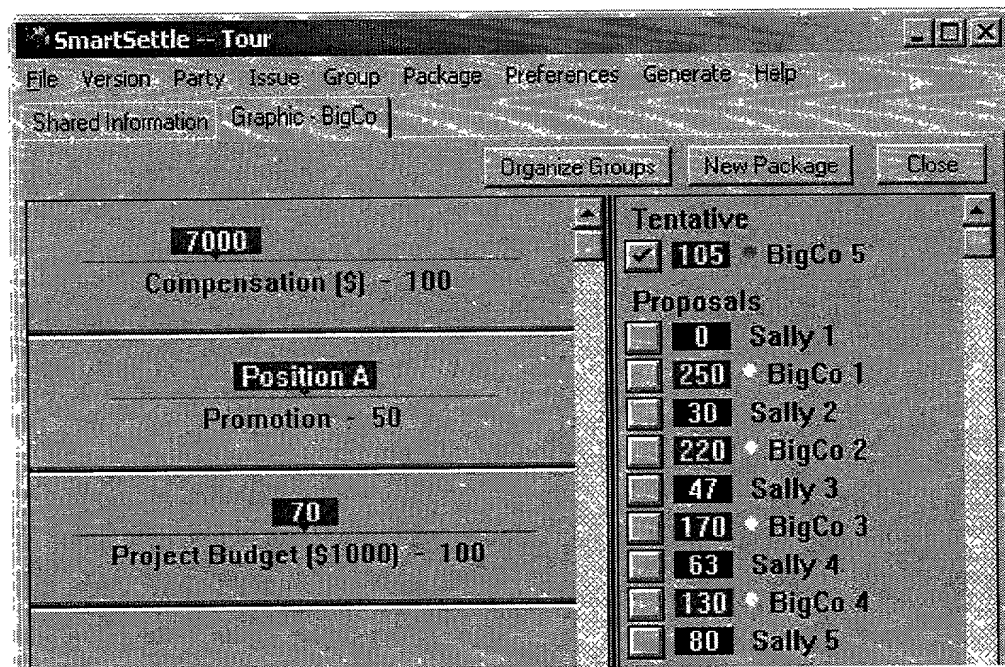 SmartSettle -- Tour
File Version Party Issue Group Package Preferences Generate Help
Shared Information Graphic - BigCo
Organize Groups New Package Close
7000
Compensation ($) - 100
Position A
Promotion - 50
70
Project Budget ($1000) - 100
Tentative
105 BigCo 5
Proposals
0 Sally 1
250 BigCo 1
30 Sally 2
220 BigCo 2
47 Sally 3
170 BigCo 3
63 Sally 4
130 BigCo 4
80 Sally 5